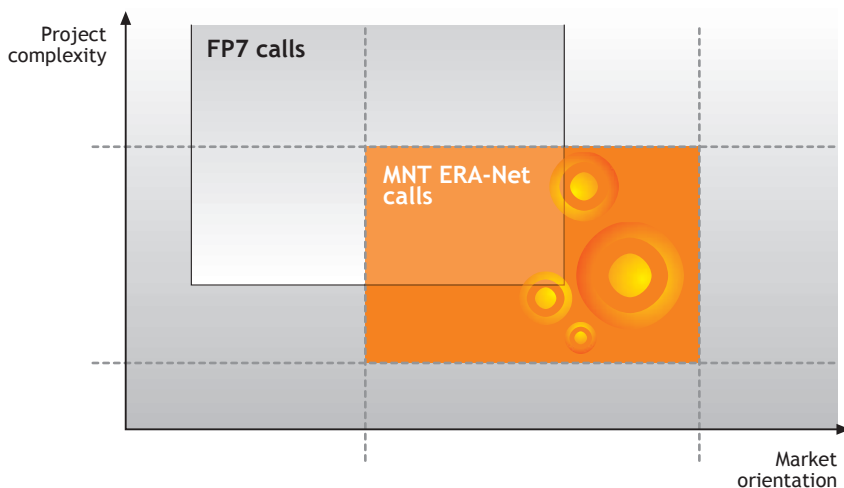 Project
complexity
FP7 calls
MNT ERA-Net
calls
Market
orientation